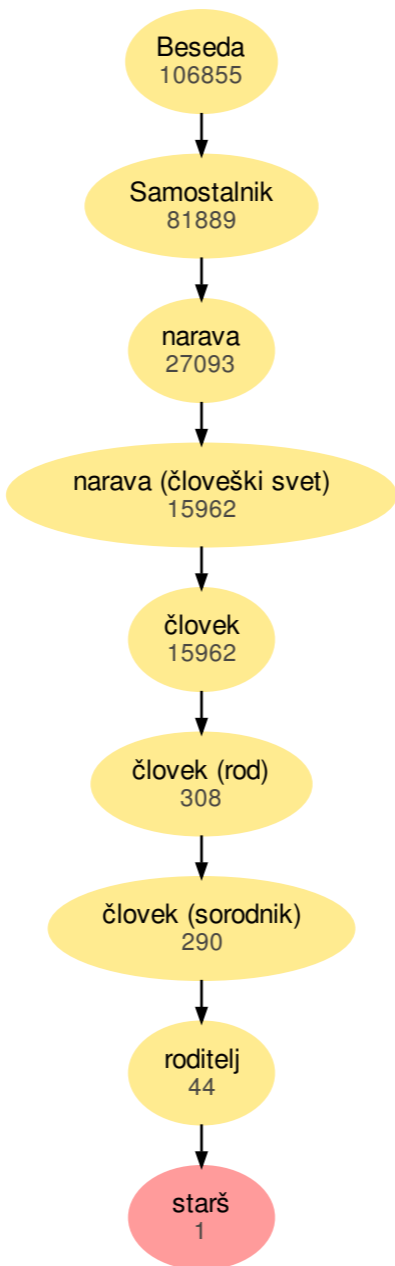 Beseda
106855
Samostalnik
81889
narava
27093
narava (človeški svet)
15962
človek
15962
človek (rod)
308
človek (sorodnik)
290
roditelj
44
starš
1